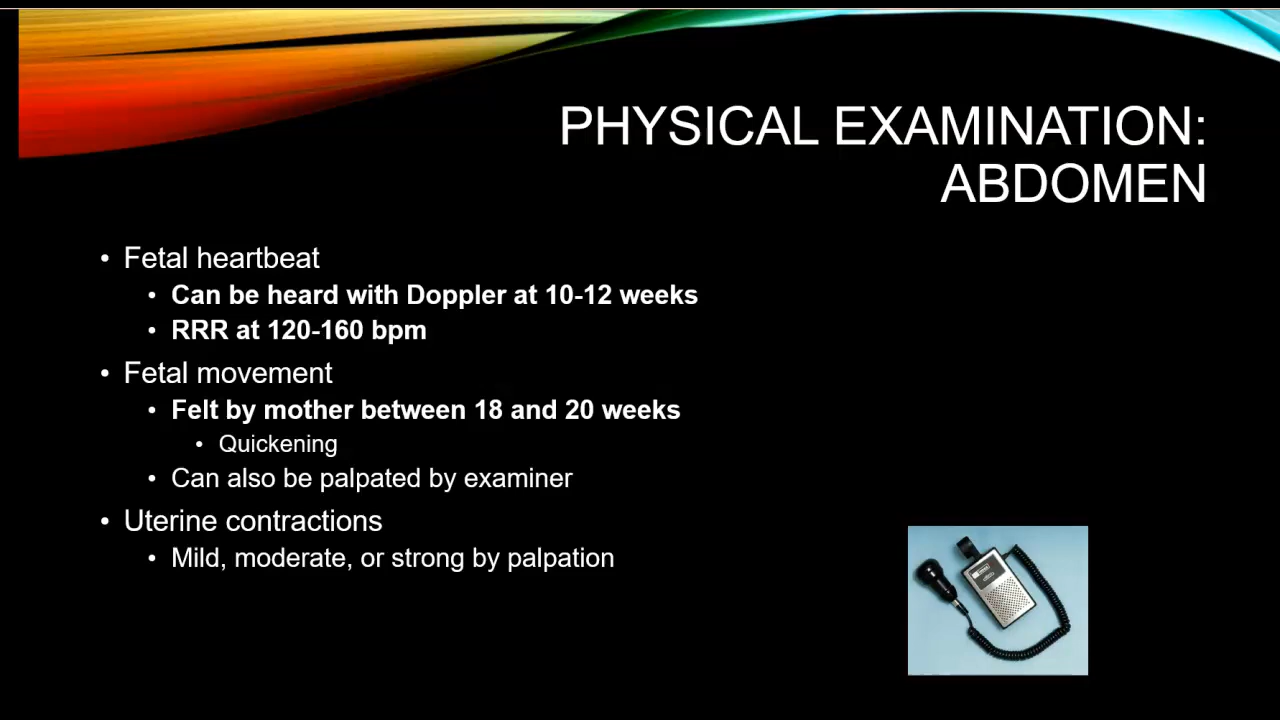 PHYSICAL EXAMINATION:
ABDOMEN
• Fetal heartbeat
• Can be heard with Doppler at 10-12 weeks
• RRR at 120-160 bpm
• Fetal movement
• Felt by mother between 18 and 20 weeks
• Quickening
• Can also be palpated by examiner
• Uterine contractions
• Mild, moderate, or strong by palpation